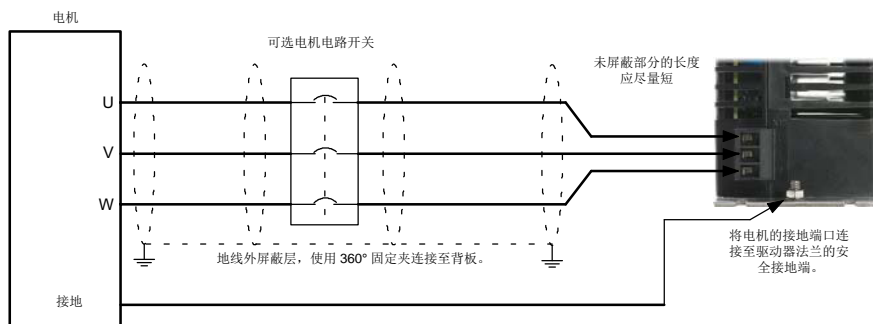 电机
可选电机电路开关
未屏蔽部分的长度
应尽量短
U
V
W
地线外屏蔽层，使用 360° 固定夹连接至背板。
将电机的接地端口连
接至驱动器法兰的安
全接地端。
接地